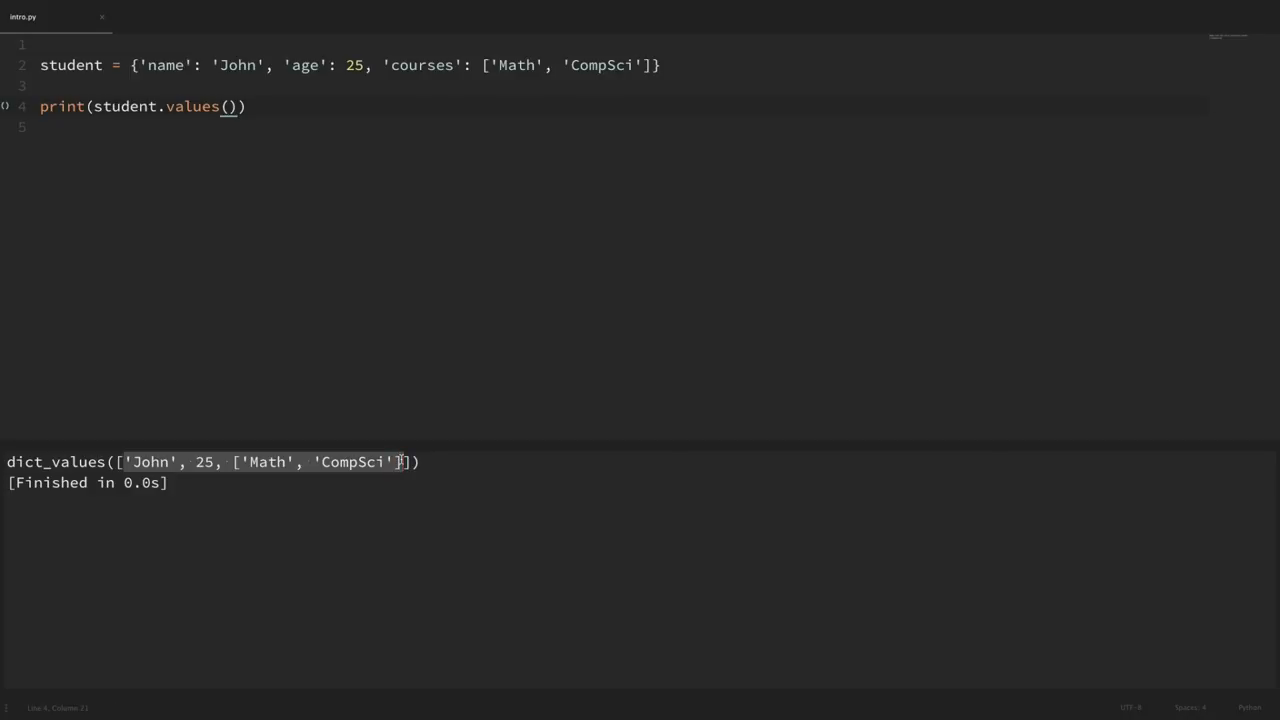 intro.py ×
1
2 student = {'name': 'John', 'age': 25, 'courses': ['Math', 'CompSci']}
3
() 4 print(student.values())
5
dict_values(['John', 25, ['Math', 'CompSci']])
[Finished in 0.0s]
Line 4, Column 21 UTF-8 Spaces: 4 Python